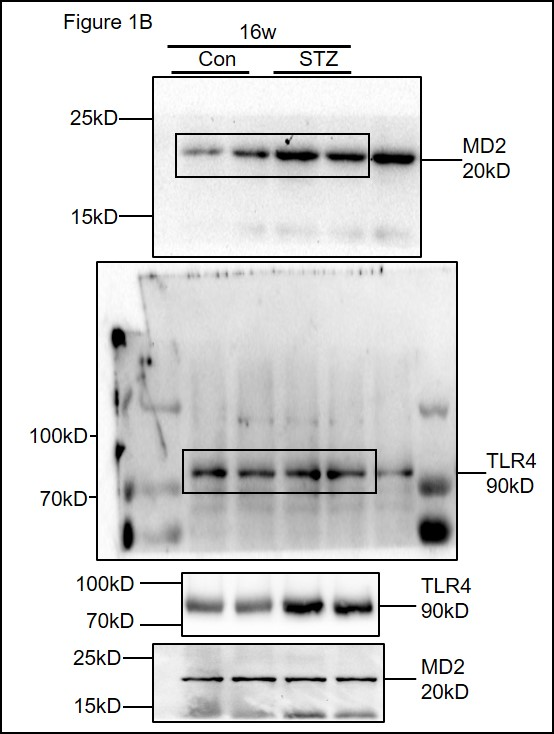 Figure 1B
16w
Con STZ
25kD
MD2
20kD
15kD
100kD
TLR4
90kD
70kD
100kD
TLR4
90kD
70kD
25kD
MD2
20kD
15kD